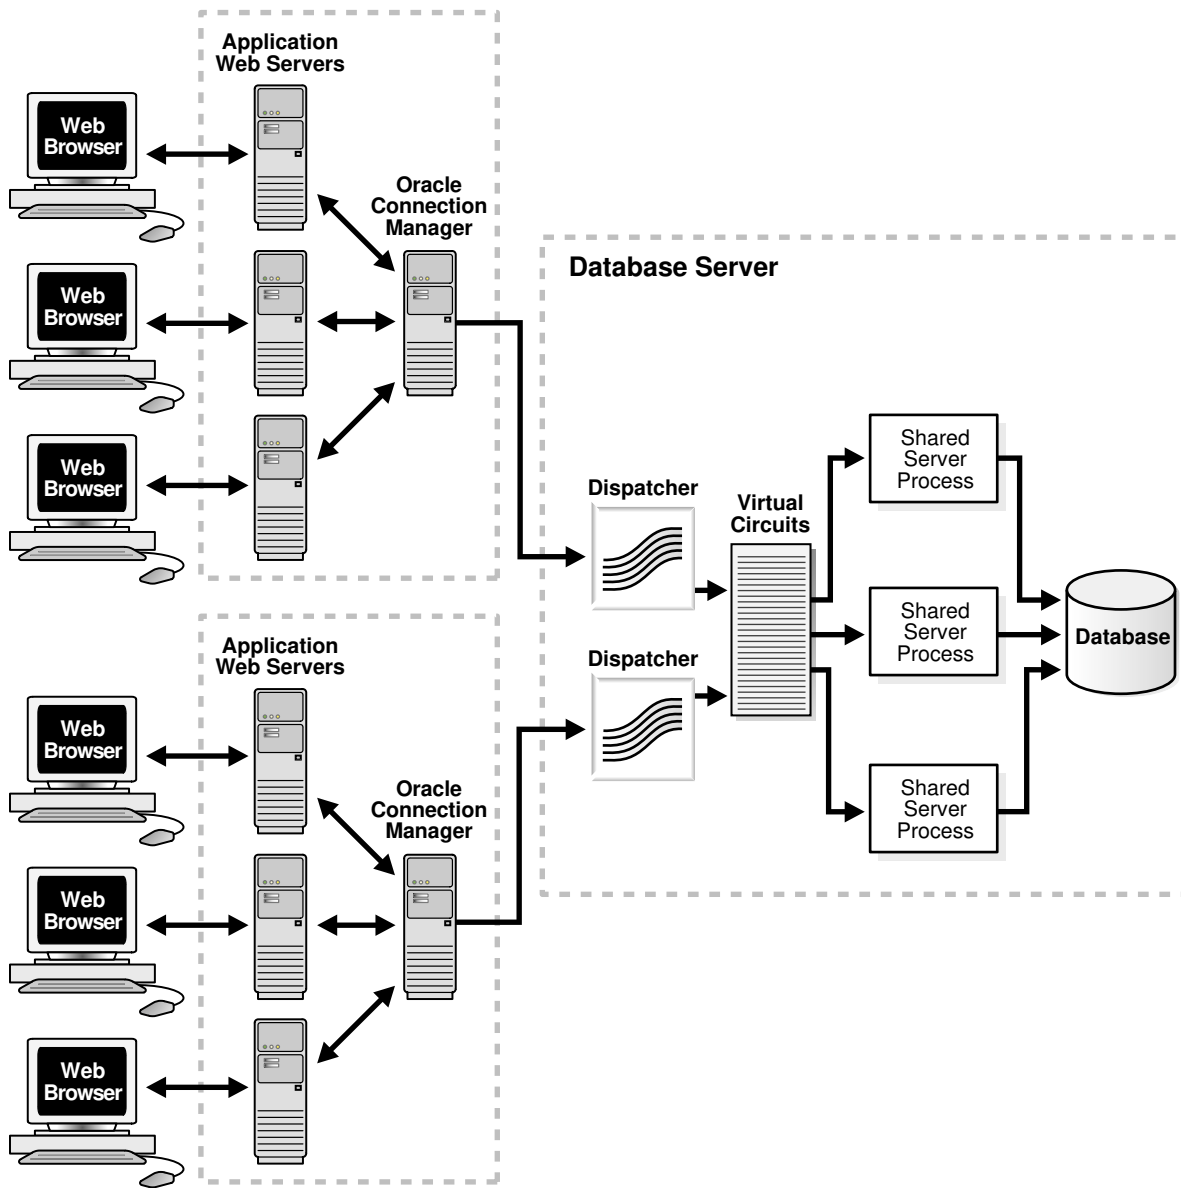 Application
Web Servers
Web
Browser
Oracle
Connection
Manager
Web
Browser
Web
Browser
Database Server
Shared
Server
Process
Dispatcher
Virtual
Circuits
Shared
Server
Process
Database
Dispatcher
Shared
Server
Process
Application
Web Servers
Web
Browser
Oracle
Connection
Manager
Web
Browser
Web
Browser